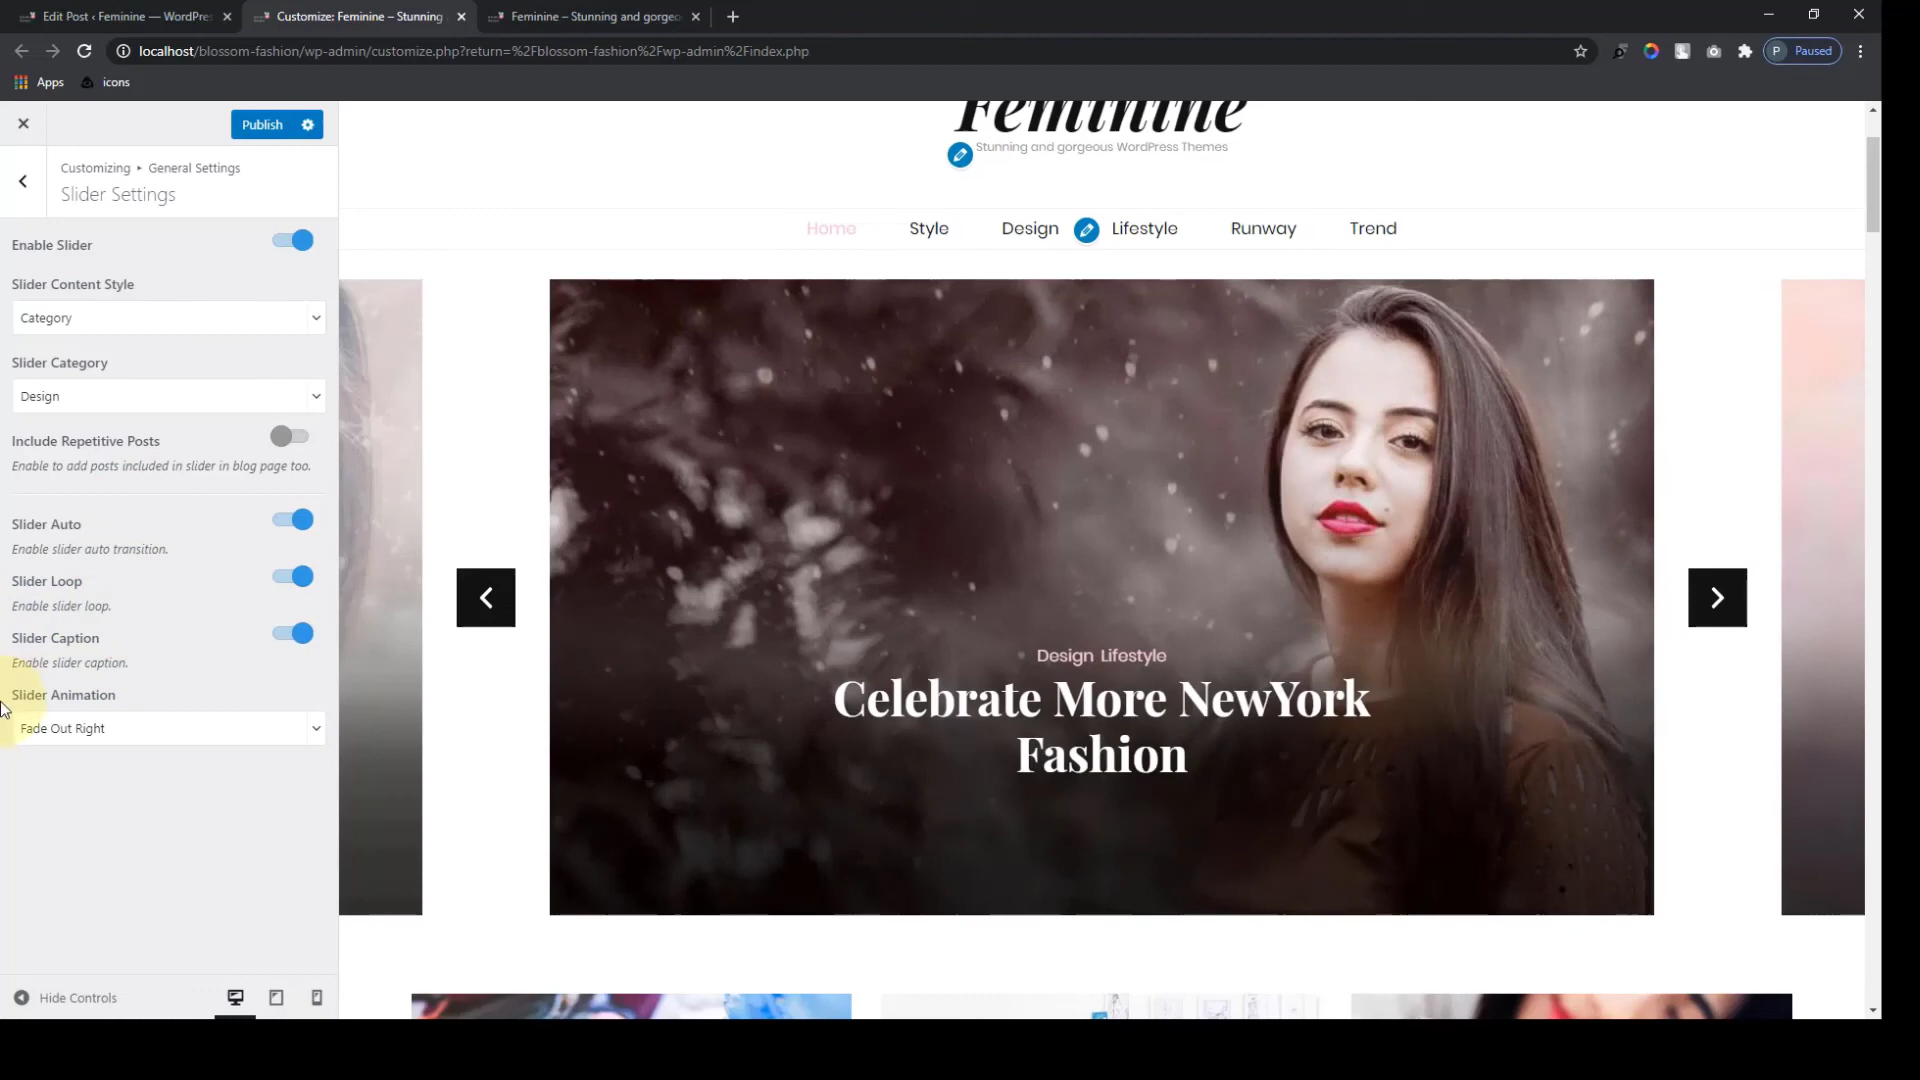 Edit Post ‹ Feminine — WordPres
Customize: Feminine – Stunning
Feminine – Stunning and gorgeo
localhost/blossom-fashion/wp-admin/customize.php?return=%2Fblossom-fashion%2Fwp-admin%2Findex.php
P Paused
Apps
icons
Publish
Customizing ▸ General Settings
Slider Settings
Enable Slider
Slider Content Style
Category
Slider Category
Design
Include Repetitive Posts
Enable to add posts included in slider in blog page too.
Slider Auto
Enable slider auto transition.
Slider Loop
Enable slider loop.
Slider Caption
Enable slider caption.
Slider Animation
Fade Out Right
Hide Controls
Feminine
Stunning and gorgeous WordPress Themes
Home Style Design Lifestyle Runway Trend
Design Lifestyle
Celebrate More NewYork
Fashion